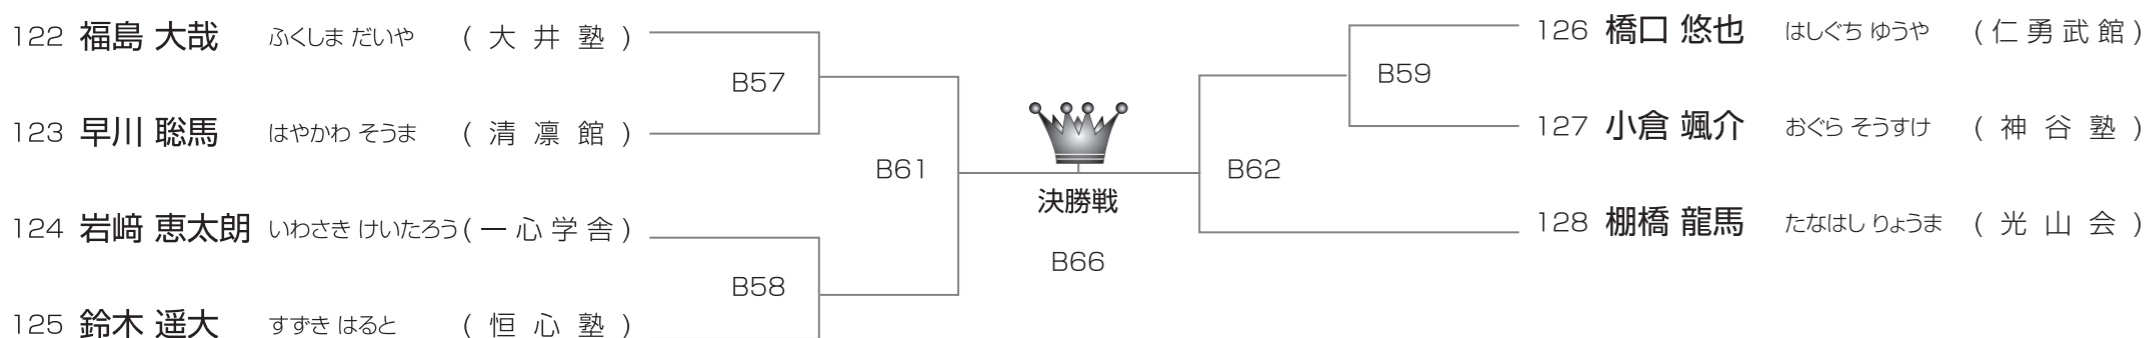 122 福島 大哉 ふくしま だいや (大井塾)
B57
123 早川 聡馬 はやかわ そうま (清凛館)
B61
124 岩﨑 恵太朗 いわさき けいたろう (一心学舎)
B58
125 鈴木 遥大 すずき はると (恒心塾)
決勝戦
B66
126 橋口 悠也 はしぐち ゆうや (仁勇武館)
B59
127 小倉 颯介 おぐら そうすけ (神谷塾)
B62
128 棚橋 龍馬 たなはし りょうま (光山会)